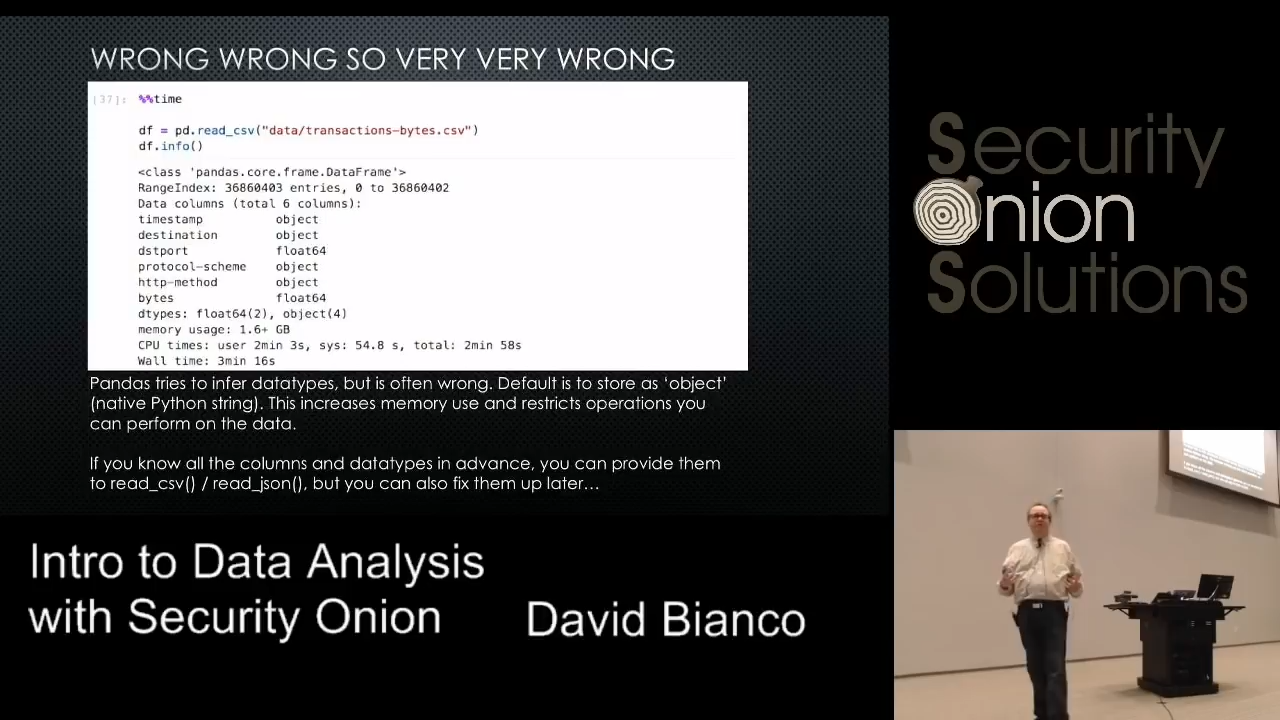 WRONG WRONG SO VERY VERY WRONG
[37]: %%time
df = pd.read_csv("data/transactions-bytes.csv")
df.info()
<class 'pandas.core.frame.DataFrame'>
RangeIndex: 36860403 entries, 0 to 36860402
Data columns (total 6 columns):
timestamp object
destination object
dstport float64
protocol-scheme object
http-method object
bytes float64
dtypes: float64(2), object(4)
memory usage: 1.6+ GB
CPU times: user 2min 3s, sys: 54.8 s, total: 2min 58s
Wall time: 3min 16s
Pandas tries to infer datatypes, but is often wrong. Default is to store as ‘object’
(native Python string). This increases memory use and restricts operations you
can perform on the data.
If you know all the columns and datatypes in advance, you can provide them
to read_csv() / read_json(), but you can also fix them up later…
Security
Onion
Solutions
Intro to Data Analysis
with Security Onion
David Bianco